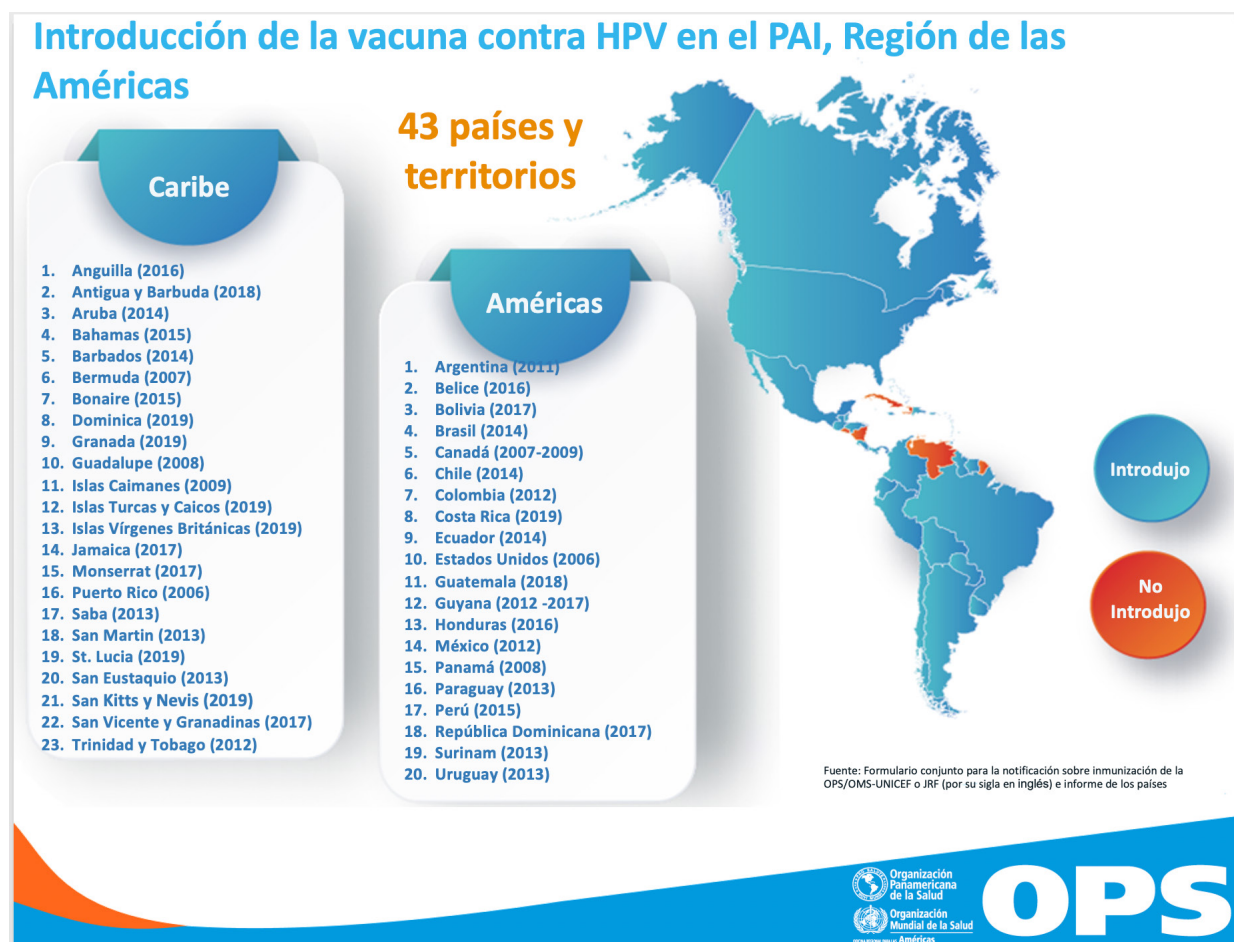 Introducción de la vacuna contra HPV en el PAI, Región de las
Américas
43 países y
territorios
Caribe
1. Anguilla (2016)
2. Antigua y Barbuda (2018)
3. Aruba (2014)
4. Bahamas (2015)
5. Barbados (2014)
6. Bermuda (2007)
7. Bonaire (2015)
8. Dominica (2019)
9. Granada (2019)
10. Guadalupe (2008)
11. Islas Caimanes (2009)
12. Islas Turcas y Caicos (2019)
13. Islas Vírgenes Británicas (2019)
14. Jamaica (2017)
15. Monserrat (2017)
16. Puerto Rico (2006)
17. Saba (2013)
18. San Martin (2013)
19. St. Lucia (2019)
20. San Eustaquio (2013)
21. San Kitts y Nevis (2019)
22. San Vicente y Granadinas (2017)
23. Trinidad y Tobago (2012)
Américas
1. Argentina (2011)
2. Belice (2016)
3. Bolivia (2017)
4. Brasil (2014)
5. Canadá (2007-2009)
6. Chile (2014)
7. Colombia (2012)
8. Costa Rica (2019)
9. Ecuador (2014)
10. Estados Unidos (2006)
11. Guatemala (2018)
12. Guyana (2012 -2017)
13. Honduras (2016)
14. México (2012)
15. Panamá (2008)
16. Paraguay (2013)
17. Perú (2015)
18. República Dominicana (2017)
19. Surinam (2013)
20. Uruguay (2013)
Introdujo
No
Introdujo
Fuente: Formulario conjunto para la notificación sobre inmunización de la
OPS/OMS-UNICEF o JRF (por su sigla en inglés) e informe de los países
Organización
Panamericana
de la Salud
Organización
Mundial de la Salud
Américas
OPS